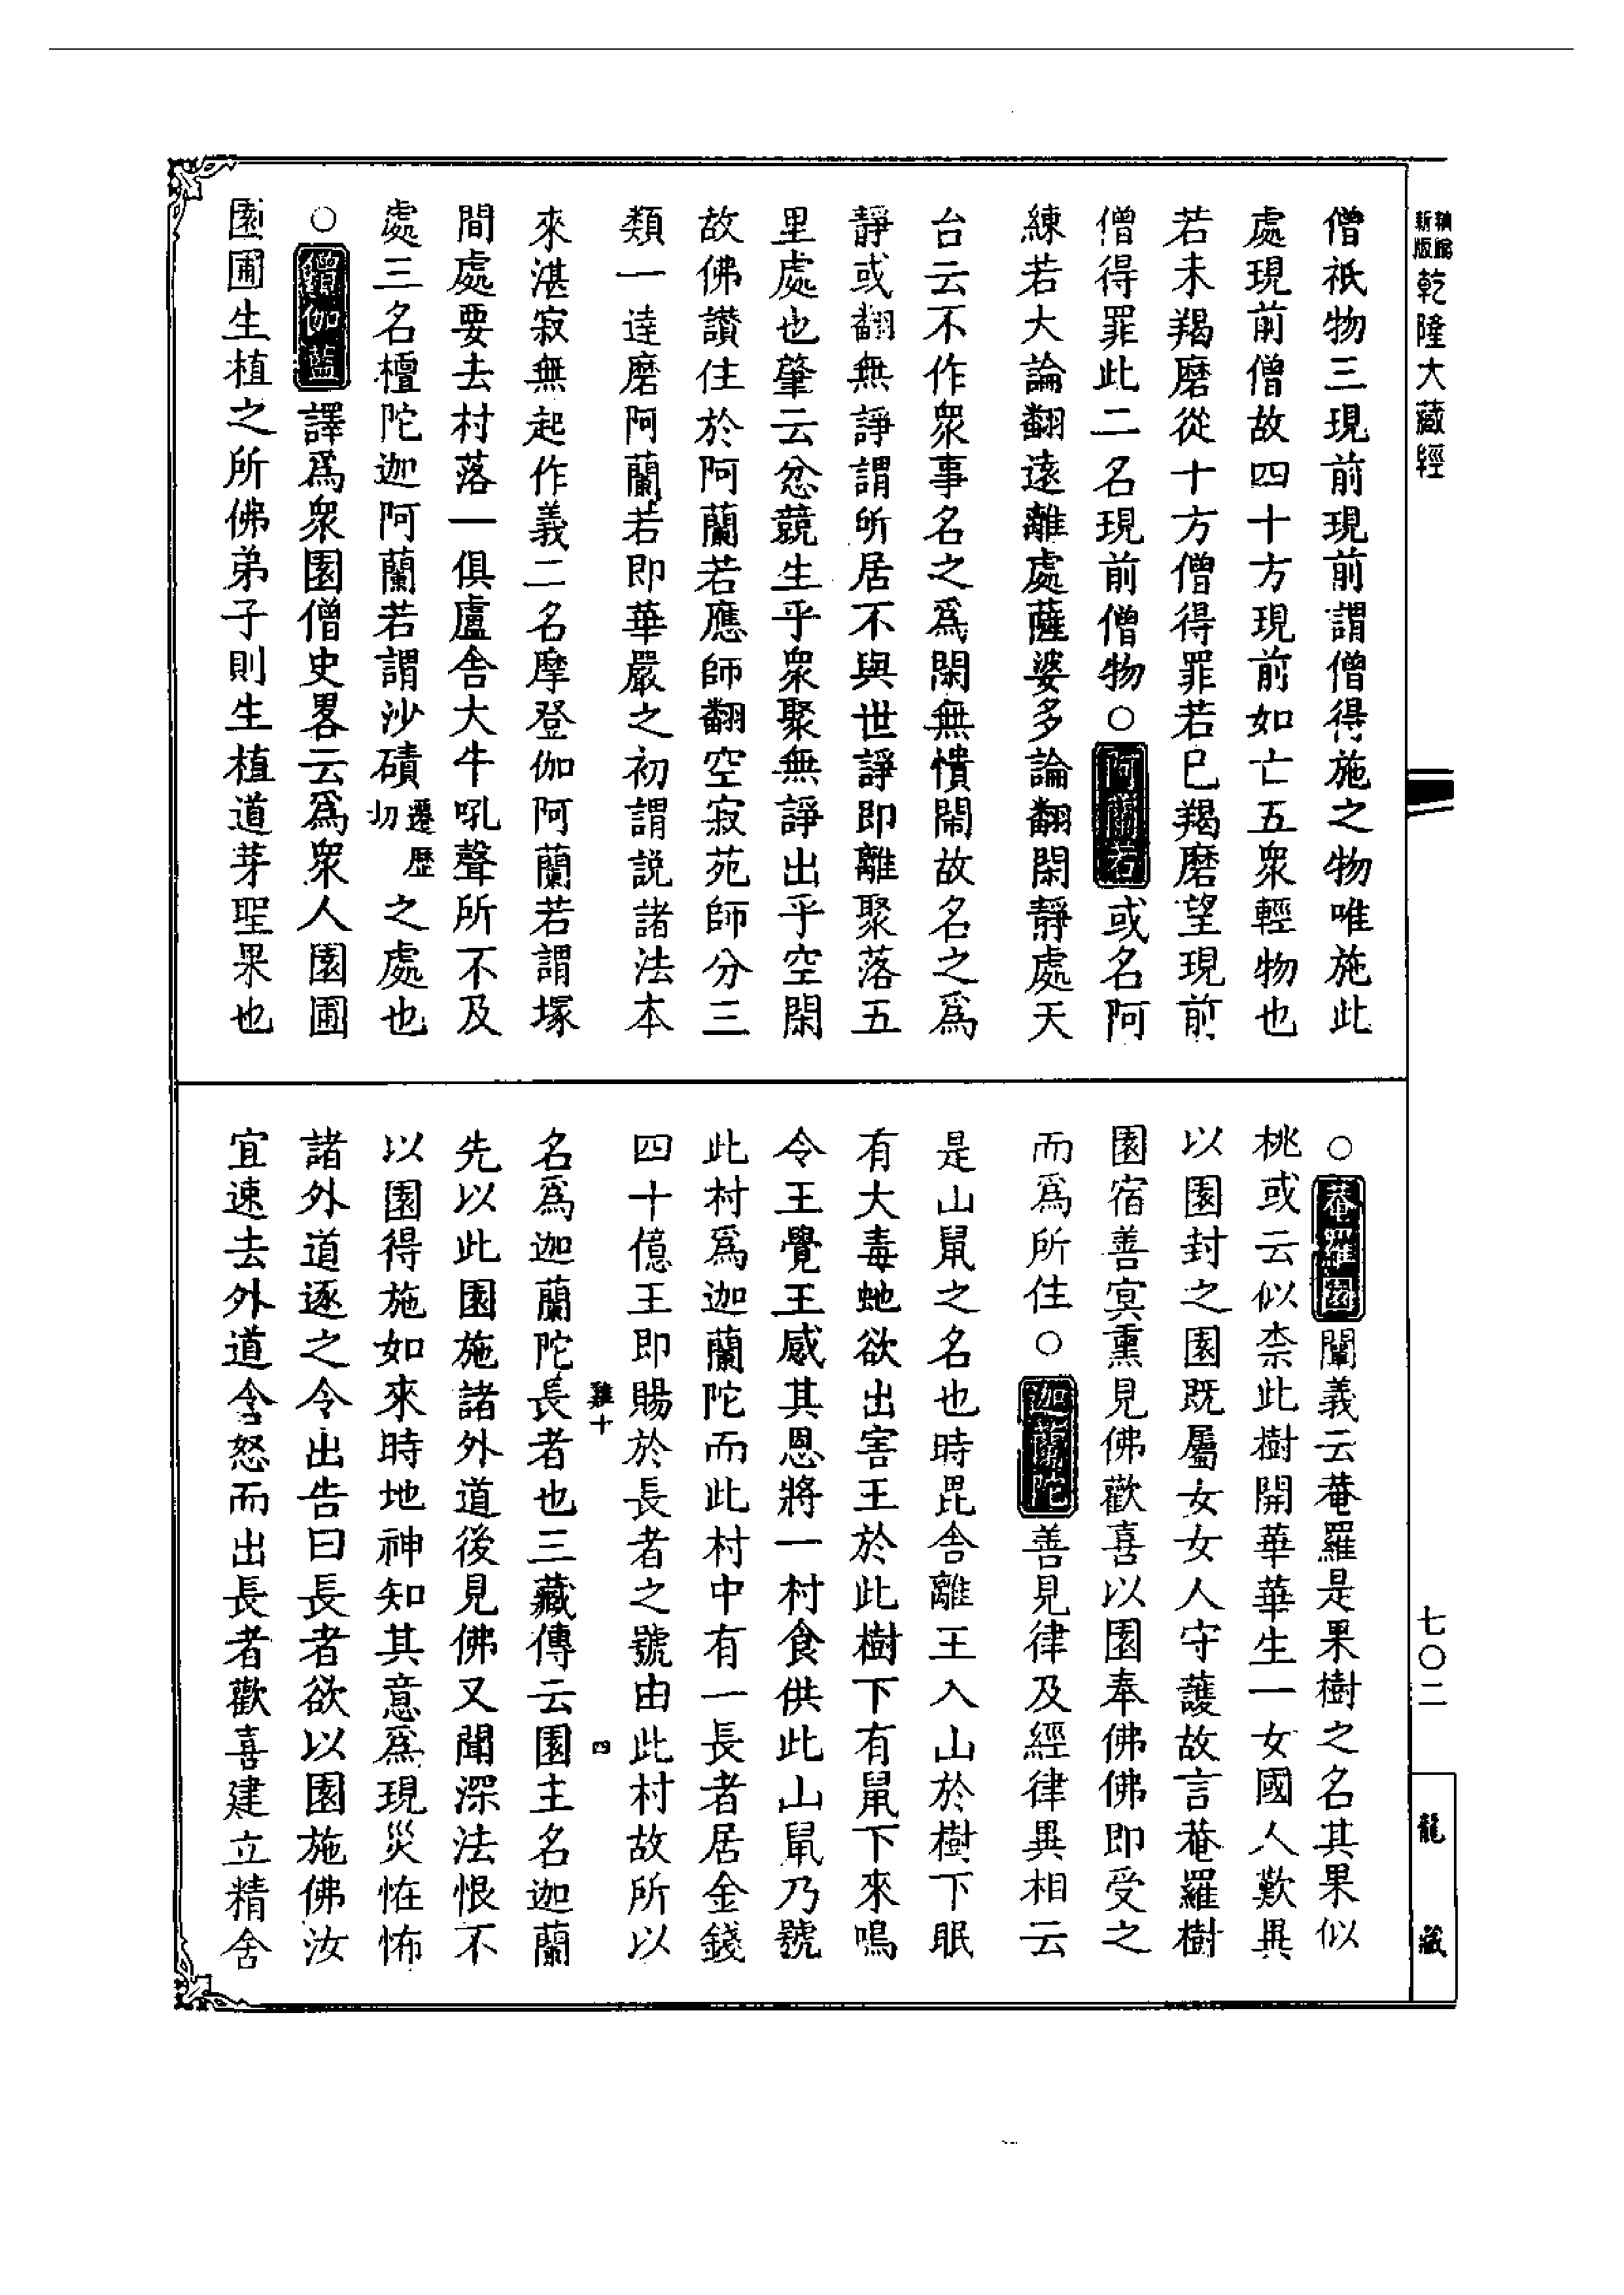 乾隆大藏經
僧祇物三現前現前謂僧得施之物唯施此
處現前僧故四十方現前如亡五衆輕物也
若未羯磨從十方僧得罪若已羯磨望現前
僧得罪此二名現前僧物○阿蘭若或名阿
練若大論翻遠離處薩婆多論翻閑靜處天
台云不作衆事名之爲閑無憒閙故名之爲
靜或翻無諍謂所居不與世諍即離聚落五
里處也肇云忿競生乎衆聚無諍出乎空閑
故佛讚住於阿蘭若應師翻空寂苑師分三
類一達磨阿蘭若即華嚴之初謂説諸法本
來湛寂無起作義二名摩登伽阿蘭若謂塚
間處要去村落一俱盧舍大牛吼聲所不及
處三名檀陀迦阿蘭若謂沙磧遷歷切之處也
○僧伽藍譯爲衆園僧史畧云爲衆人園圃
園圃生植之所佛弟子則生植道芽聖果也
○菴羅園闡義云菴羅是果樹之名其果似
桃或云似柰此樹開華華生一女國人歎異
以園封之園既屬女女人守護故言菴羅樹
園宿善冥熏見佛歡喜以園奉佛佛即受之
而爲所住○迦蘭陀善見律及經律異相云
是山鼠之名也時毘舍離王入山於樹下眠
有大毒虵欲出害王於此樹下有鼠下來鳴
令王覺王感其恩將一村食供此山鼠乃號
此村爲迦蘭陀而此村中有一長者居金錢
四十億王即賜於長者之號由此村故所以
名爲迦蘭陀長者也三藏傳云園主名迦蘭
先以此園施諸外道後見佛又聞深法恨不
以園得施如來時地神知其意爲現災恠怖
諸外道逐之令出告曰長者欲以園施佛汝
宜速去外道含怒而出長者歡喜建立精舍
七〇二
龍藏